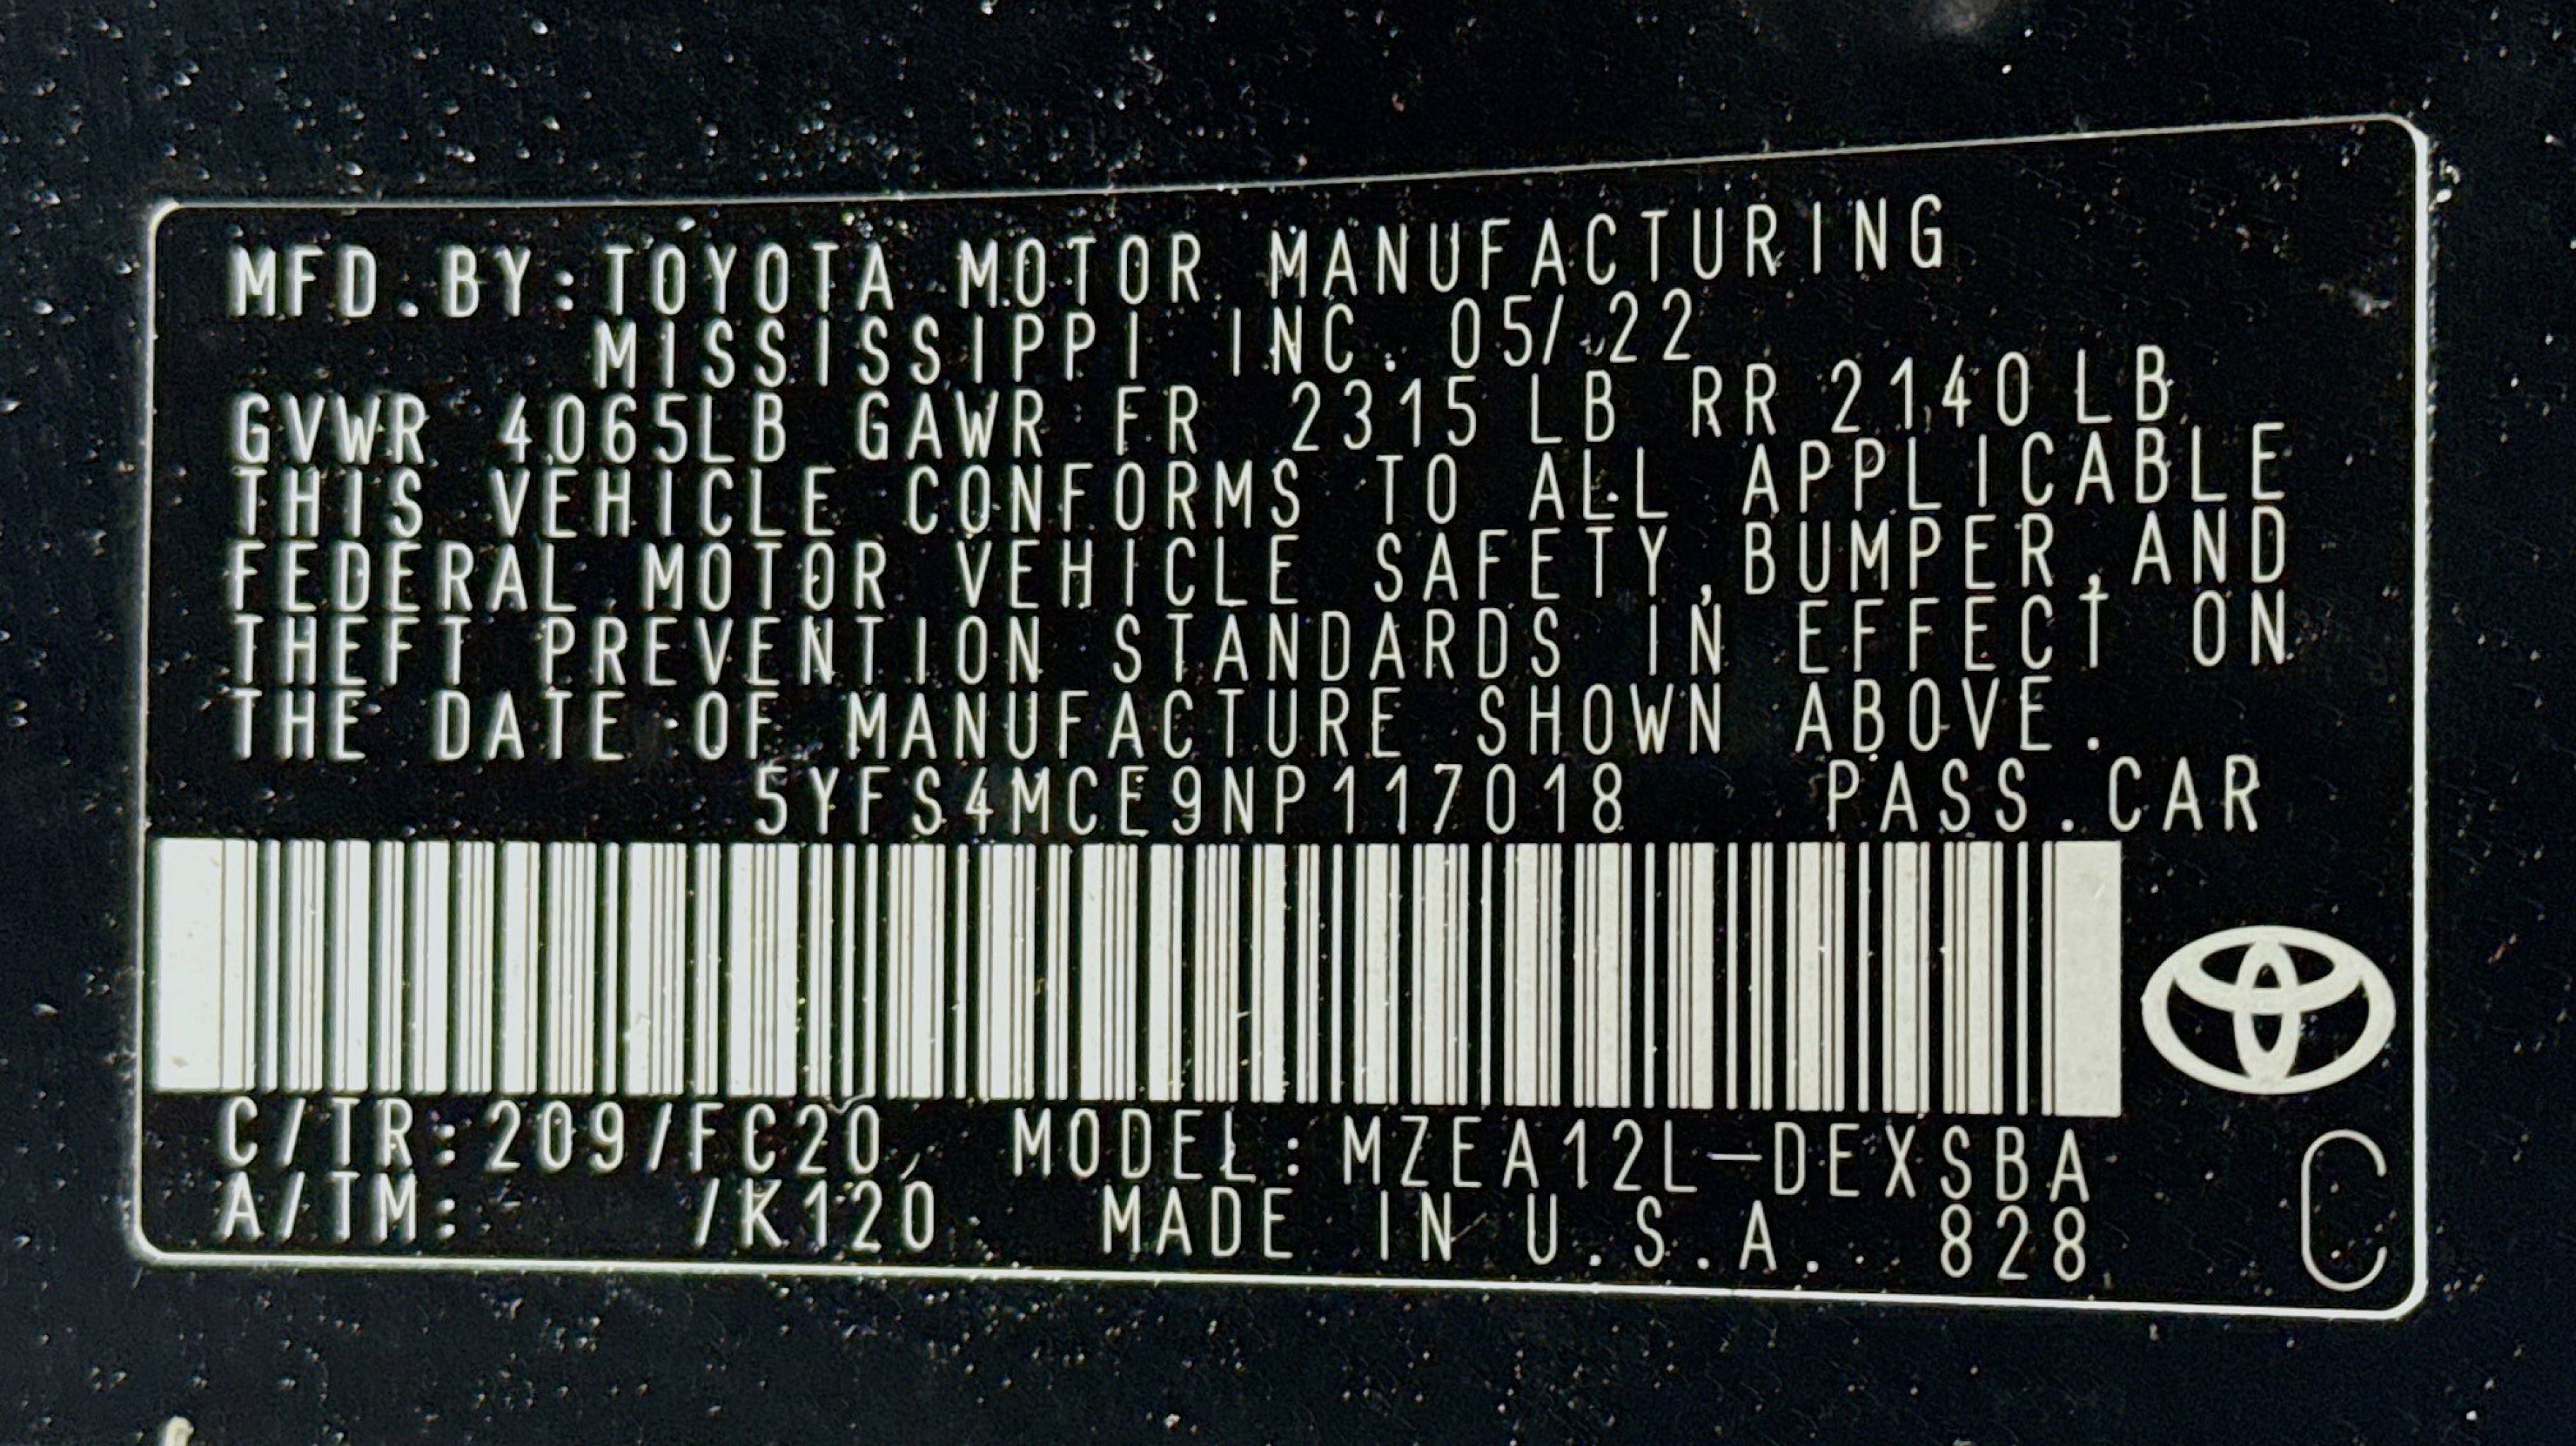 MFD.BY:TOYOTA MOTOR MANUFACTURING
MISSISSIPPI INC. 05/22
GVWR 4065LB GAWR FR 2315LB RR 2140LB
THIS VEHICLE CONFORMS TO ALL APPLICABLE
FEDERAL MOTOR VEHICLE SAFETY,BUMPER,AND
THEFT PREVENTION STANDARDS IN EFFECT ON
THE DATE OF MANUFACTURE SHOWN ABOVE.
5YFS4MCE9NP117018 PASS.CAR
C/TR:209/FC20 MODEL:MZEA12L-DEXSBA
A/TM: /K120 MADE IN U.S.A. 828
C